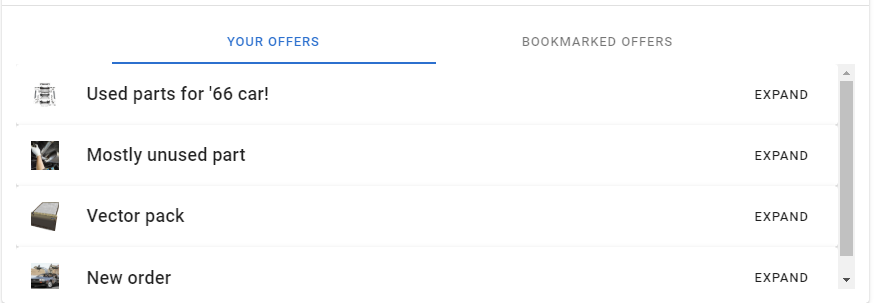 YOUR OFFERS
BOOKMARKED OFFERS
Used parts for '66 car!
EXPAND
Mostly unused part
EXPAND
Vector pack
EXPAND
New order
EXPAND